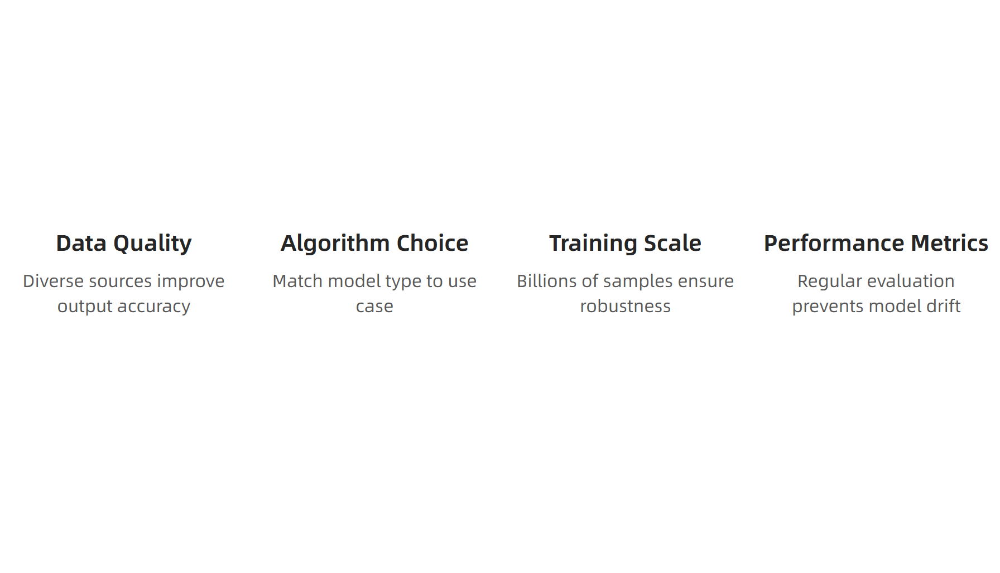 Data Quality
Diverse sources improve
output accuracy
Algorithm Choice
Match model type to use
case
Training Scale
Billions of samples ensure
robustness
Performance Metrics
Regular evaluation
prevents model drift